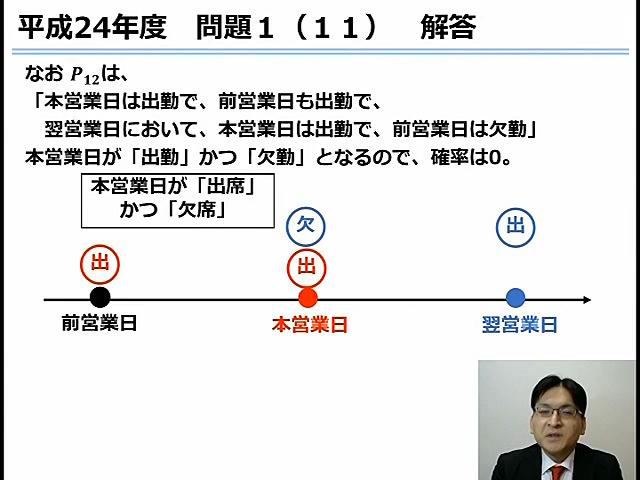 平成24年度　問題１（１１）　解答
なお P₁₂は、
「本営業日は出勤で、前営業日も出勤で、
翌営業日において、本営業日は出勤で、前営業日は欠勤」
本営業日が「出勤」かつ「欠勤」となるので、確率は0。
本営業日が「出席」
かつ「欠席」
欠
出
出
出
前営業日
本営業日
翌営業日